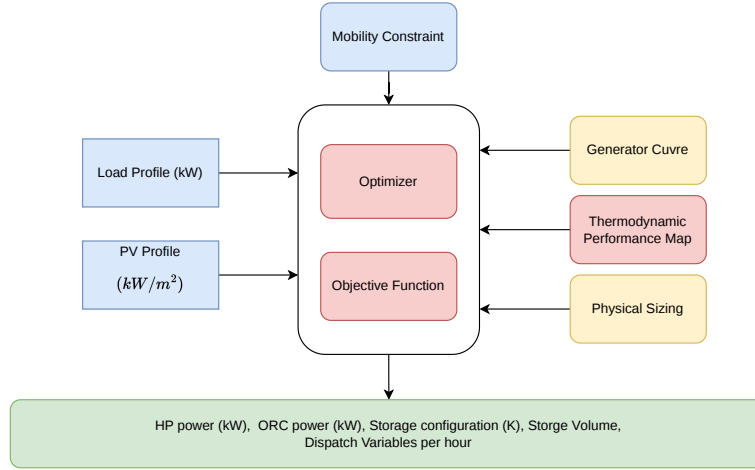 Mobility Constraint
Load Profile (kW)
PV Profile
(kW/m²)
Optimizer
Objective Function
Generator Cuvre
Thermodynamic
Performance Map
Physical Sizing
HP power (kW), ORC power (kW), Storage configuration (K), Storge Volume,
Dispatch Variables per hour